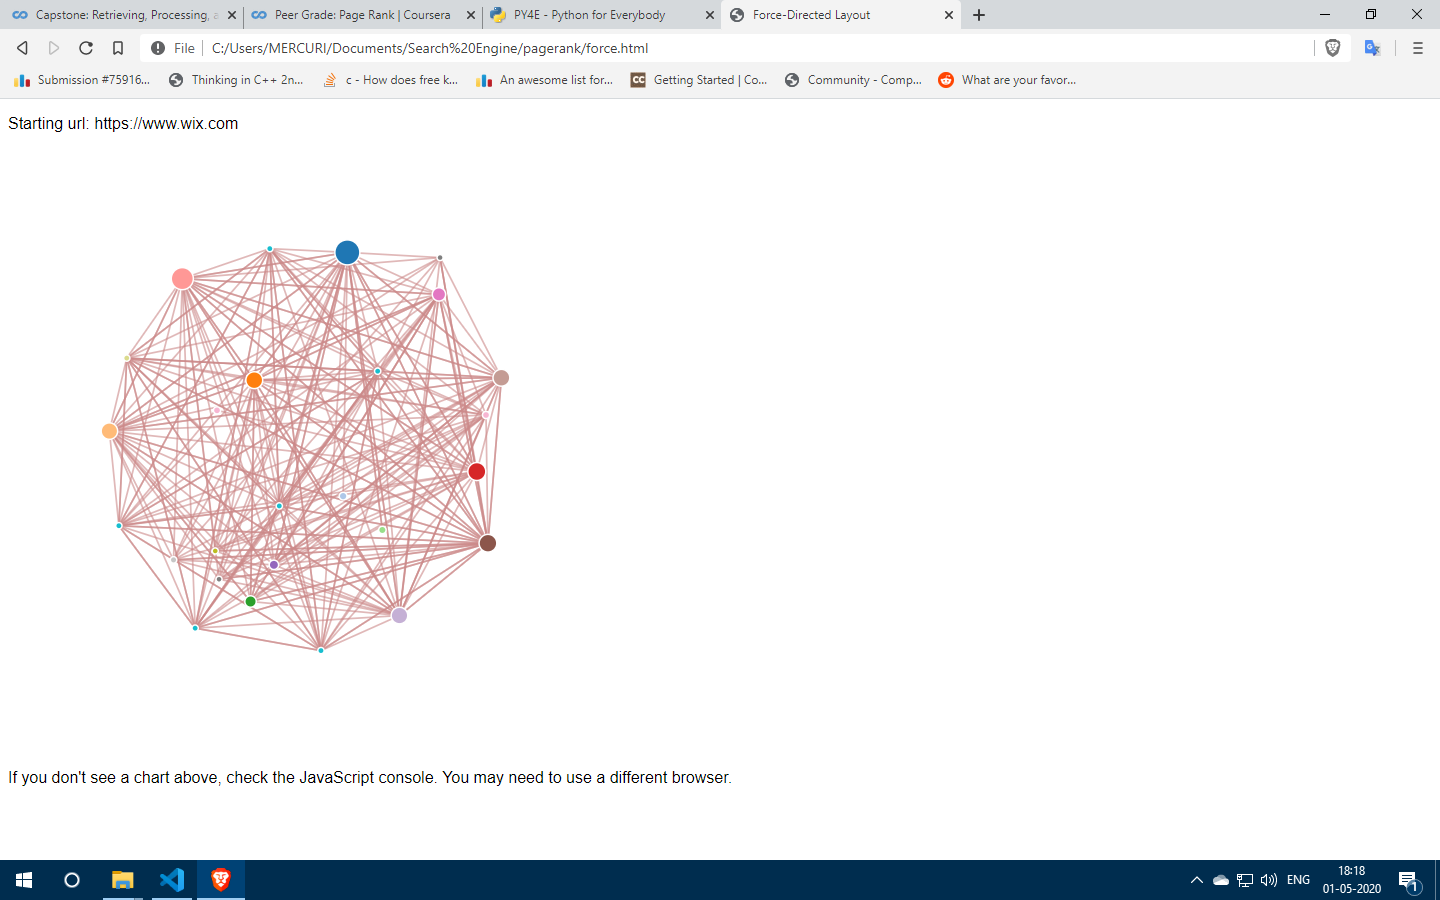 Capstone: Retrieving, Processing, a
Peer Grade: Page Rank | Coursera
PY4E - Python for Everybody
Force-Directed Layout
File
C:/Users/MERCURI/Documents/Search%20Engine/pagerank/force.html
Submission #75916...
Thinking in C++ 2n...
c - How does free k...
An awesome list for...
CC
Getting Started | Co...
Community - Comp...
What are your favor...
Starting url: https://www.wix.com
If you don't see a chart above, check the JavaScript console. You may need to use a different browser.
ENG
18:18
01-05-2020
1